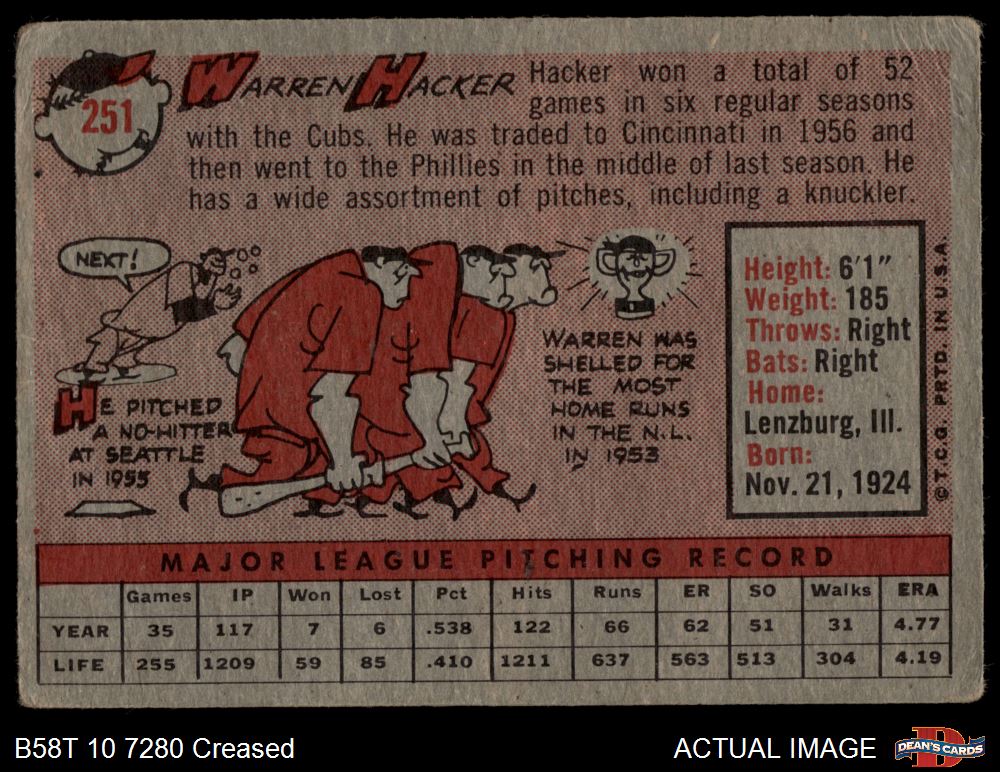 251
WARREN HACKER
Hacker won a total of 52
games in six regular seasons
with the Cubs. He was traded to Cincinnati in 1956 and
then went to the Phillies in the middle of last season. He
has a wide assortment of pitches, including a knuckler.
NEXT!
HE PITCHED
A NO-HITTER
AT SEATTLE
IN 1955
WARREN WAS
SHELLED FOR
THE MOST
HOME RUNS
IN THE N.L.
IN 1953
Height: 6'1"
Weight: 185
Throws: Right
Bats: Right
Home:
Lenzburg, Ill.
Born:
Nov. 21, 1924
© T.C.G. PRTD. IN U.S.A.
MAJOR LEAGUE PITCHING RECORD
Games IP Won Lost Pct Hits Runs ER SO Walks ERA
YEAR 35 117 7 6 .538 122 66 62 51 31 4.77
LIFE 255 1209 59 85 .410 1211 637 563 513 304 4.19
B58T 10 7280 Creased
ACTUAL IMAGE
DEAN'S CARDS